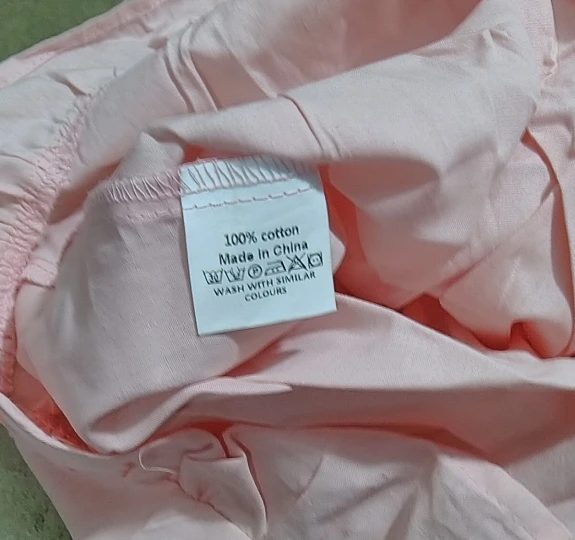 100% cotton
Made in China
WASH WITH SIMILAR
COLOURS